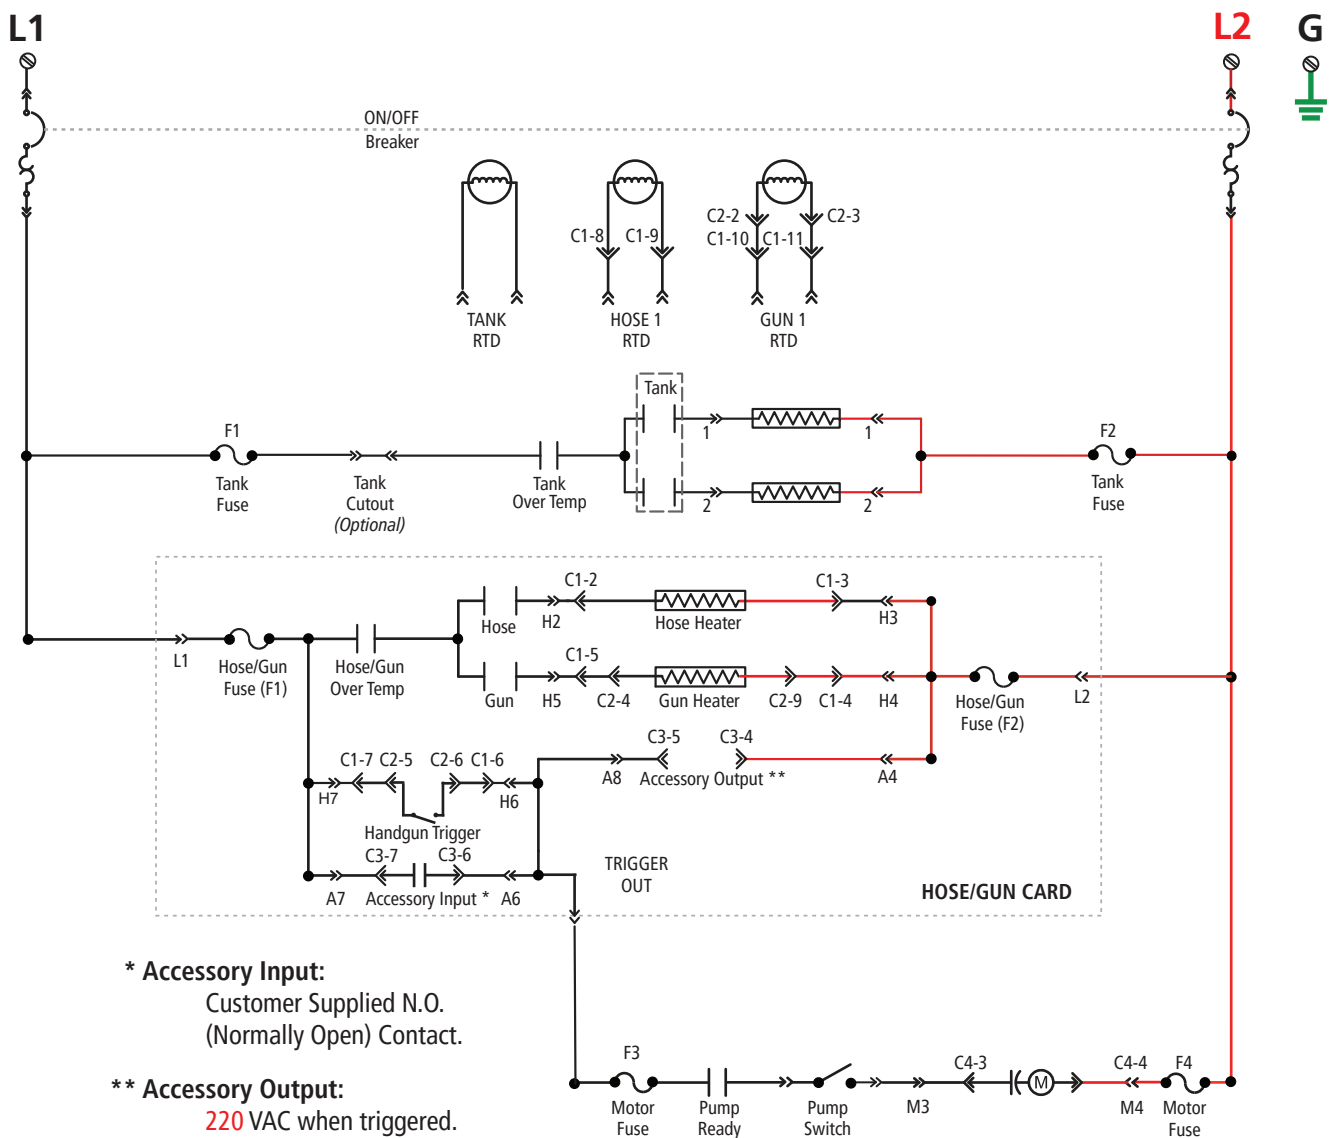 L1
L2
G
ON/OFF
Breaker
C2-2
C2-3
C1-8
C1-9
C1-10
C1-11
TANK
RTD
HOSE 1
RTD
GUN 1
RTD
Tank
F1
1
1
F2
Tank
Fuse
Tank
Cutout
(Optional)
Tank
Over Temp
2
2
Tank
Fuse
C1-2
C1-3
Hose
H2
Hose Heater
H3
L1
Hose/Gun
Fuse (F1)
Hose/Gun
Over Temp
C1-5
Gun
H5
C2-4
Gun Heater
C2-9
C1-4
H4
Hose/Gun
Fuse (F2)
L2
C3-5
C3-4
C1-7
C2-5
C2-6
C1-6
A8
Accessory Output **
A4
H7
H6
Handgun Trigger
C3-7
C3-6
TRIGGER
OUT
A7
Accessory Input *
A6
HOSE/GUN CARD
* Accessory Input:
Customer Supplied N.O.
(Normally Open) Contact.
** Accessory Output:
220 VAC when triggered.
F3
C4-3
C4-4
F4
M
Motor
Fuse
Pump
Ready
Pump
Switch
M3
M4
Motor
Fuse